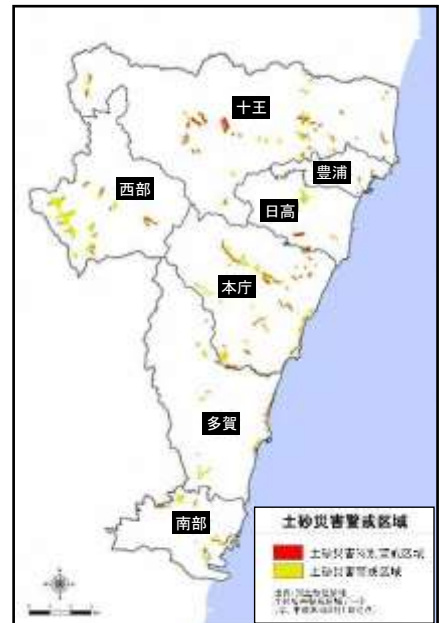 十王
豊浦
西部
日高
本庁
多賀
南部
土砂災害警戒区域
土砂災害特別警戒区域
土砂災害警戒区域